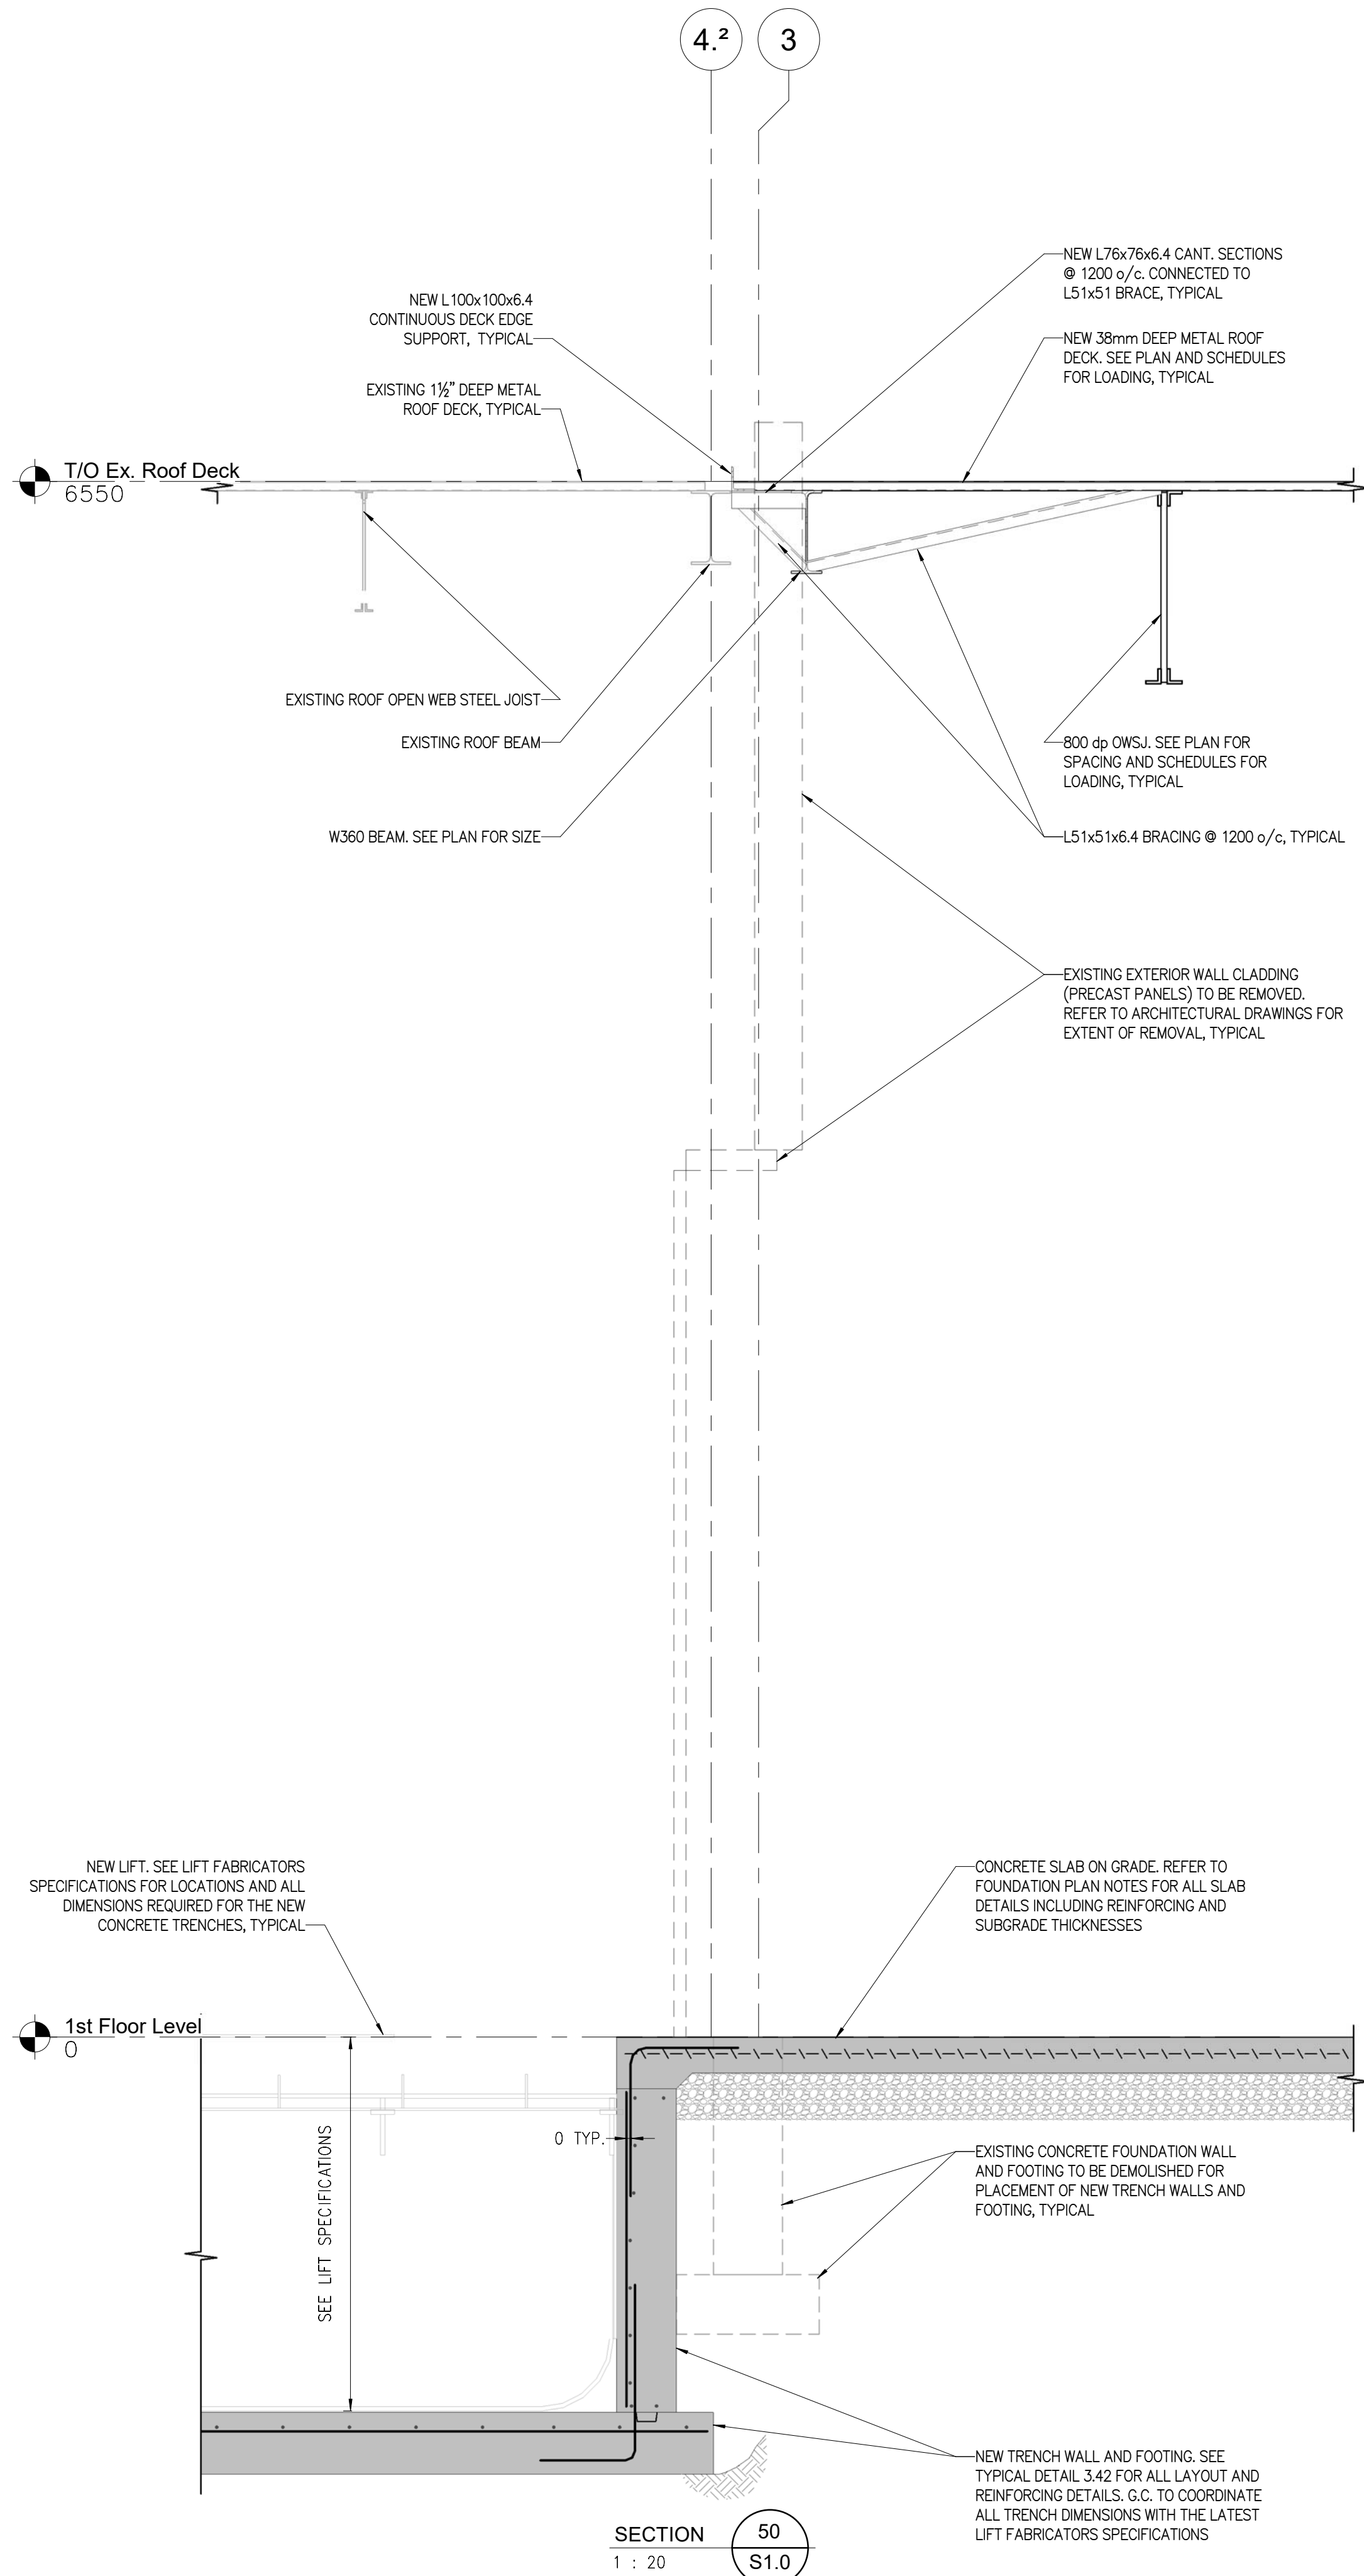 4.²
3
NEW L76x76x6.4 CANT. SECTIONS
@ 1200 o/c. CONNECTED TO
L51x51 BRACE, TYPICAL
NEW L100x100x6.4
CONTINUOUS DECK EDGE
SUPPORT, TYPICAL
NEW 38mm DEEP METAL ROOF
DECK. SEE PLAN AND SCHEDULES
FOR LOADING, TYPICAL
EXISTING 1½" DEEP METAL
ROOF DECK, TYPICAL
T/O Ex. Roof Deck
6550
EXISTING ROOF OPEN WEB STEEL JOIST
EXISTING ROOF BEAM
800 dp OWSJ. SEE PLAN FOR
SPACING AND SCHEDULES FOR
LOADING, TYPICAL
W360 BEAM. SEE PLAN FOR SIZE
L51x51x6.4 BRACING @ 1200 o/c, TYPICAL
EXISTING EXTERIOR WALL CLADDING
(PRECAST PANELS) TO BE REMOVED.
REFER TO ARCHITECTURAL DRAWINGS FOR
EXTENT OF REMOVAL, TYPICAL
NEW LIFT. SEE LIFT FABRICATORS
SPECIFICATIONS FOR LOCATIONS AND ALL
DIMENSIONS REQUIRED FOR THE NEW
CONCRETE TRENCHES, TYPICAL
CONCRETE SLAB ON GRADE. REFER TO
FOUNDATION PLAN NOTES FOR ALL SLAB
DETAILS INCLUDING REINFORCING AND
SUBGRADE THICKNESSES
1st Floor Level
0
0 TYP.
SEE LIFT SPECIFICATIONS
EXISTING CONCRETE FOUNDATION WALL
AND FOOTING TO BE DEMOLISHED FOR
PLACEMENT OF NEW TRENCH WALLS AND
FOOTING, TYPICAL
NEW TRENCH WALL AND FOOTING. SEE
TYPICAL DETAIL 3.42 FOR ALL LAYOUT AND
REINFORCING DETAILS. G.C. TO COORDINATE
ALL TRENCH DIMENSIONS WITH THE LATEST
LIFT FABRICATORS SPECIFICATIONS
SECTION
1 : 20
50
S1.0